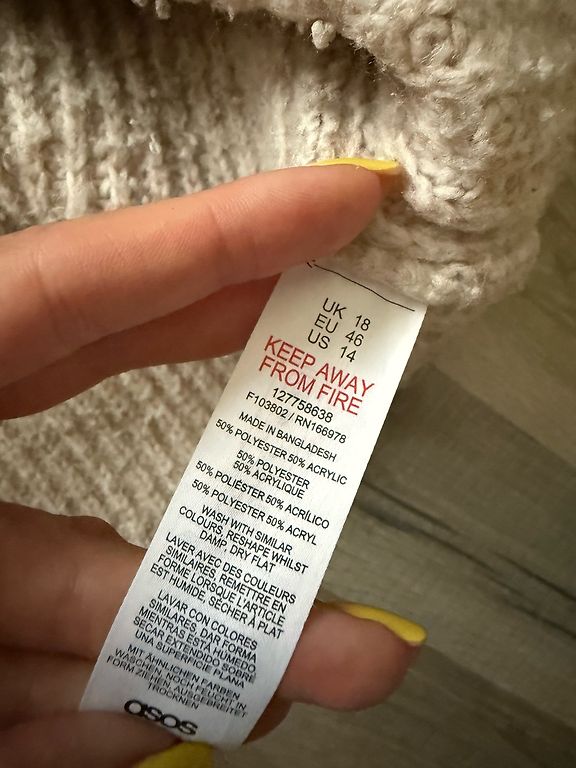 UK 18
EU 46
US 14
KEEP AWAY
FROM FIRE
127758638
F103802 / RN166978
MADE IN BANGLADESH
50% POLYESTER 50% ACRYLIC
50% POLYESTER
50% ACRYLIQUE
50% POLIÉSTER 50% ACRÍLICO
50% POLYESTER 50% ACRYL
WASH WITH SIMILAR
COLOURS, RESHAPE WHILST
DAMP, DRY FLAT
LAVER AVEC DES COULEURS
SIMILAIRES, REMETTRE EN
FORME LORSQUE L'ARTICLE
EST HUMIDE, SÉCHER À PLAT
LAVAR CON COLORES
SIMILARES, DAR FORMA
MIENTRAS ESTÁ HÚMEDO,
SECAR EXTENDIDO SOBRE
UNA SUPERFICIE PLANA
MIT ÄHNLICHEN FARBEN
WASCHEN, NOCH FEUCHT IN
FORM ZIEHEN, AUSGEBREITET
TROCKNEN
asos